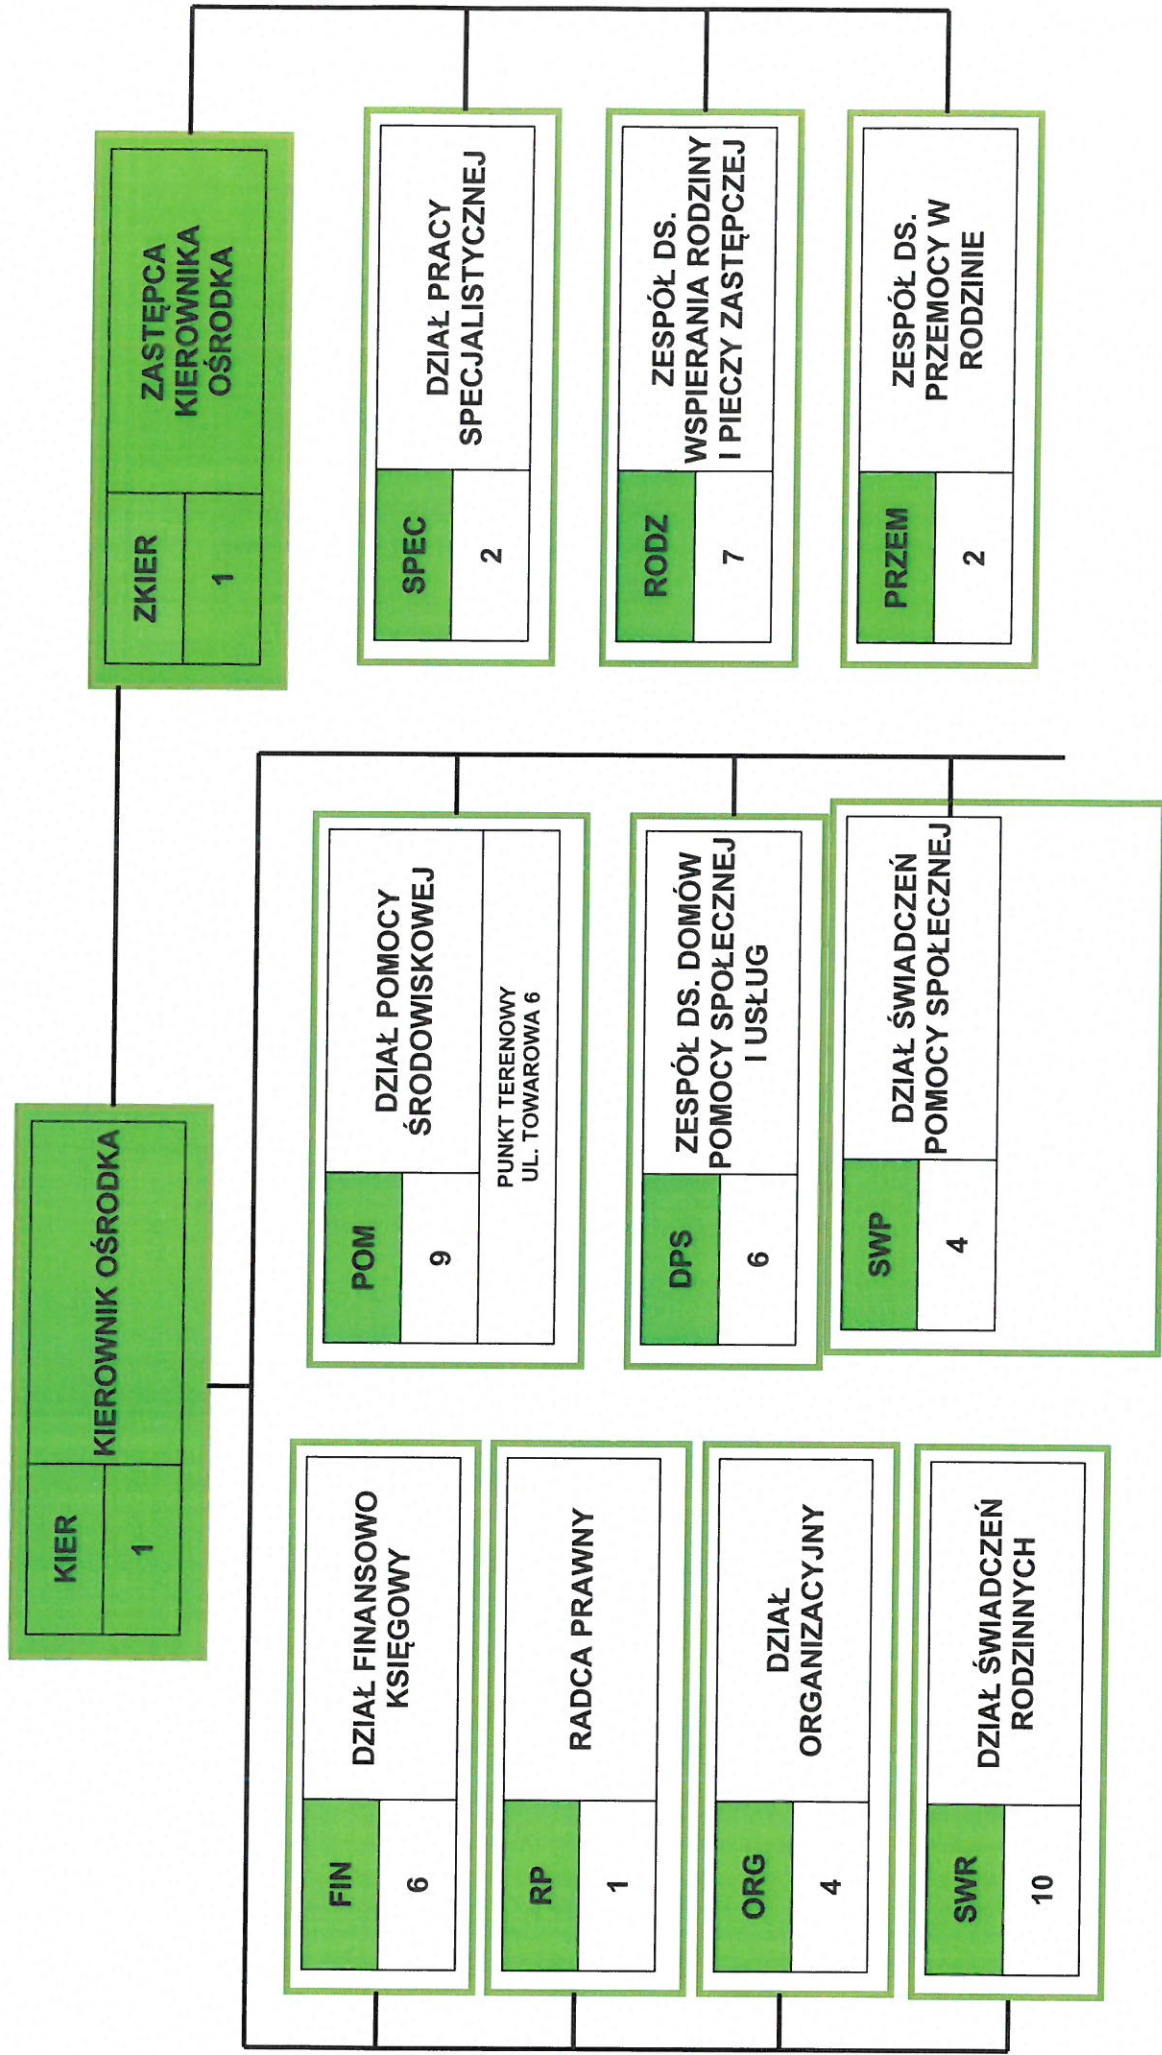 KIER
1
KIEROWNIK OŚRODKA
ZKIER
1
ZASTĘPCA
KIEROWNIKA
OŚRODKA
FIN
6
DZIAŁ FINANSOWO
KSIĘGOWY
RP
1
RADCA PRAWNY
ORG
4
DZIAŁ
ORGANIZACYJNY
SWR
10
DZIAŁ ŚWIADCZEŃ
RODZINNYCH
POM
9
DZIAŁ POMOCY
ŚRODOWISKOWEJ
PUNKT TERENOWY
UL. TOWAROWA 6
DPS
6
ZESPÓŁ DS. DOMÓW
POMOCY SPOŁECZNEJ
I USŁUG
SWP
4
DZIAŁ ŚWIADCZEŃ
POMOCY SPOŁECZNEJ
SPEC
2
DZIAŁ PRACY
SPECJALISTYCZNEJ
RODZ
7
ZESPÓŁ DS.
WSPIERANIA RODZINY
I PIECZY ZASTĘPCZEJ
PRZEM
2
ZESPÓŁ DS.
PRZEMOCY W
RODZINIE